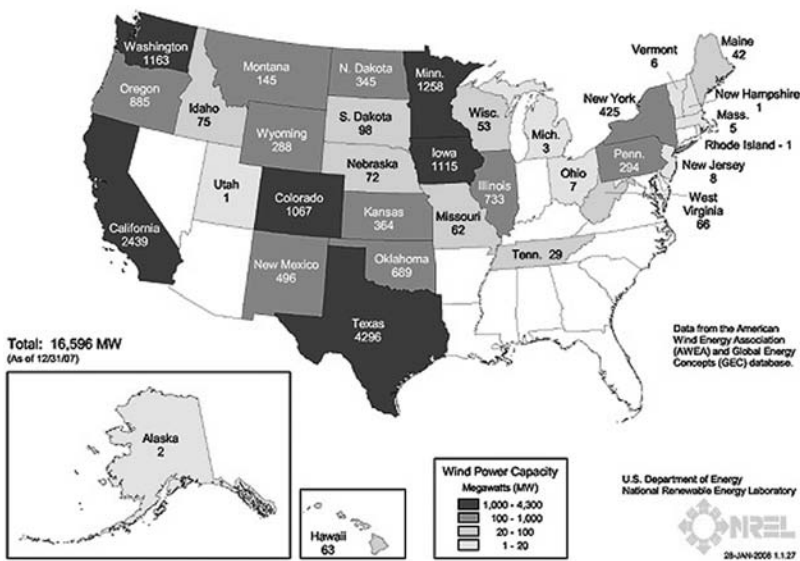 Washington
1163
Oregon
885
California
2439
Idaho
75
Montana
145
Wyoming
288
Utah
1
Colorado
1067
New Mexico
496
N. Dakota
345
S. Dakota
98
Nebraska
72
Kansas
364
Oklahoma
689
Texas
4296
Minn.
1258
Iowa
1115
Missouri
62
Wisc.
53
Illinois
733
Mich.
3
Ohio
7
Tenn. 29
New York
425
Penn.
294
Vermont
6
Maine
42
New Hampshire
1
Mass.
5
Rhode Island - 1
New Jersey
8
West
Virginia
66
Total: 16,596 MW
(As of 12/31/07)
Alaska
2
Hawaii
63
Wind Power Capacity
Megawatts (MW)
1,000 - 4,300
100 - 1,000
20 - 100
1 - 20
Data from the American
Wind Energy Association
(AWEA) and Global Energy
Concepts (GEC) database.
U.S. Department of Energy
National Renewable Energy Laboratory
NREL
28-JAN-2008 1.1.27